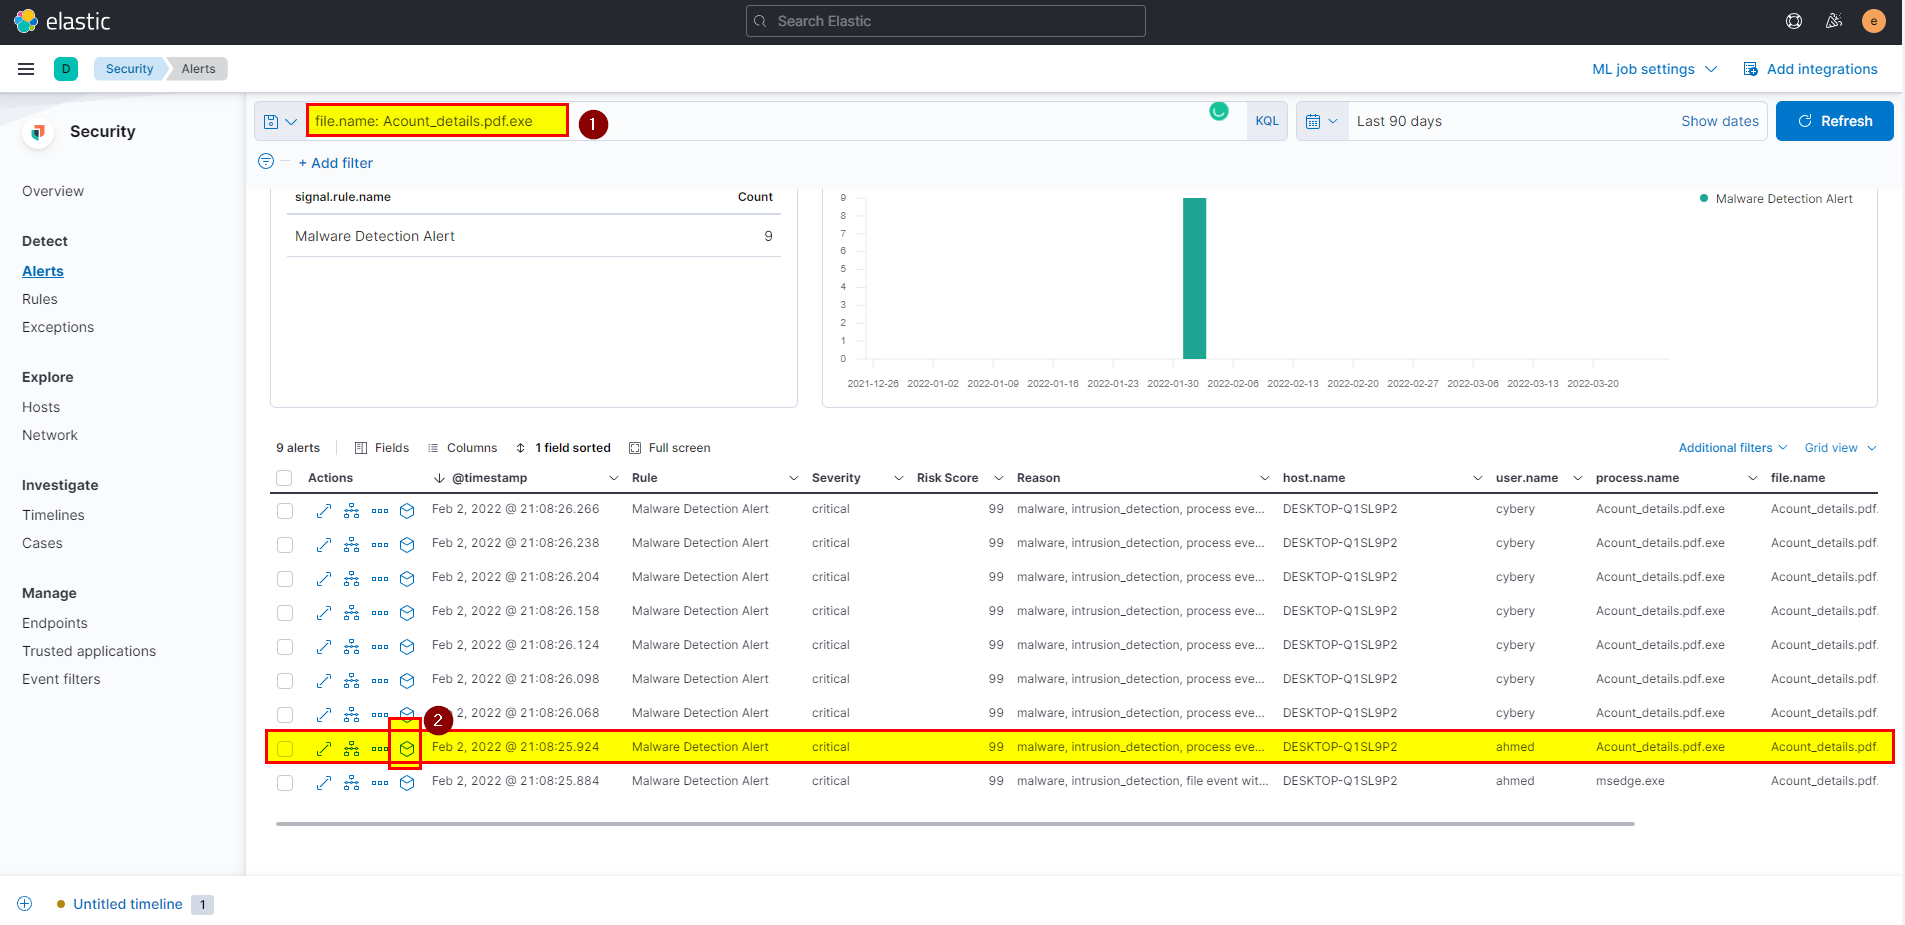 elastic
Search Elastic
e
D
Security
Alerts
ML job settings
Add integrations
Security
file.name: Acount_details.pdf.exe
1
KQL
Last 90 days
Show dates
Refresh
+ Add filter
Overview
Detect
Alerts
Rules
Exceptions
Explore
Hosts
Network
Investigate
Timelines
Cases
Manage
Endpoints
Trusted applications
Event filters
signal.rule.name Count
Malware Detection Alert 9
9
8
7
6
5
4
3
2
1
0
2021-12-26 2022-01-02 2022-01-09 2022-01-16 2022-01-23 2022-01-30 2022-02-06 2022-02-13 2022-02-20 2022-02-27 2022-03-06 2022-03-13 2022-03-20
Malware Detection Alert
9 alerts Fields Columns 1 field sorted Full screen Additional filters Grid view
Actions @timestamp Rule Severity Risk Score Reason host.name user.name process.name file.name
Feb 2, 2022 @ 21:08:26.266 Malware Detection Alert critical 99 malware, intrusion_detection, process eve... DESKTOP-Q1SL9P2 cybery Acount_details.pdf.exe Acount_details.pdf.
Feb 2, 2022 @ 21:08:26.238 Malware Detection Alert critical 99 malware, intrusion_detection, process eve... DESKTOP-Q1SL9P2 cybery Acount_details.pdf.exe Acount_details.pdf.
Feb 2, 2022 @ 21:08:26.204 Malware Detection Alert critical 99 malware, intrusion_detection, process eve... DESKTOP-Q1SL9P2 cybery Acount_details.pdf.exe Acount_details.pdf.
Feb 2, 2022 @ 21:08:26.158 Malware Detection Alert critical 99 malware, intrusion_detection, process eve... DESKTOP-Q1SL9P2 cybery Acount_details.pdf.exe Acount_details.pdf.
Feb 2, 2022 @ 21:08:26.124 Malware Detection Alert critical 99 malware, intrusion_detection, process eve... DESKTOP-Q1SL9P2 cybery Acount_details.pdf.exe Acount_details.pdf.
Feb 2, 2022 @ 21:08:26.098 Malware Detection Alert critical 99 malware, intrusion_detection, process eve... DESKTOP-Q1SL9P2 cybery Acount_details.pdf.exe Acount_details.pdf.
2, 2022 @ 21:08:26.068 Malware Detection Alert critical 99 malware, intrusion_detection, process eve... DESKTOP-Q1SL9P2 cybery Acount_details.pdf.exe Acount_details.pdf.
2
Feb 2, 2022 @ 21:08:25.924 Malware Detection Alert critical 99 malware, intrusion_detection, process eve... DESKTOP-Q1SL9P2 ahmed Acount_details.pdf.exe Acount_details.pdf.
Feb 2, 2022 @ 21:08:25.884 Malware Detection Alert critical 99 malware, intrusion_detection, file event wit... DESKTOP-Q1SL9P2 ahmed msedge.exe Acount_details.pdf.
Untitled timeline 1